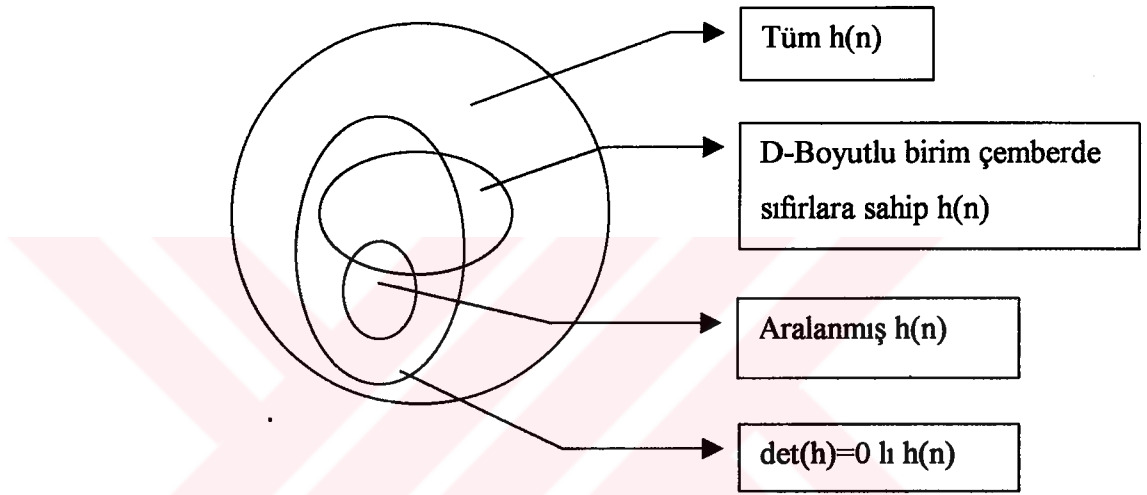 Tüm h(n)
D-Boyutlu birim çemberde
sıfırlara sahip h(n)
Aralanmış h(n)
det(h)=0 lı h(n)